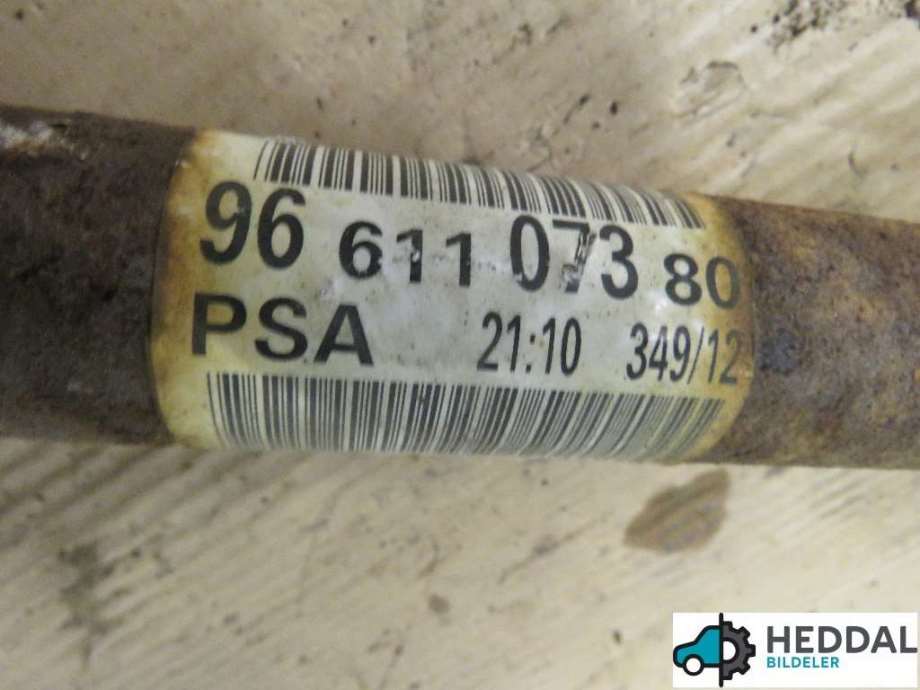 96 611 073 80
PSA 21:10 349/12
HEDDAL
BILDELER